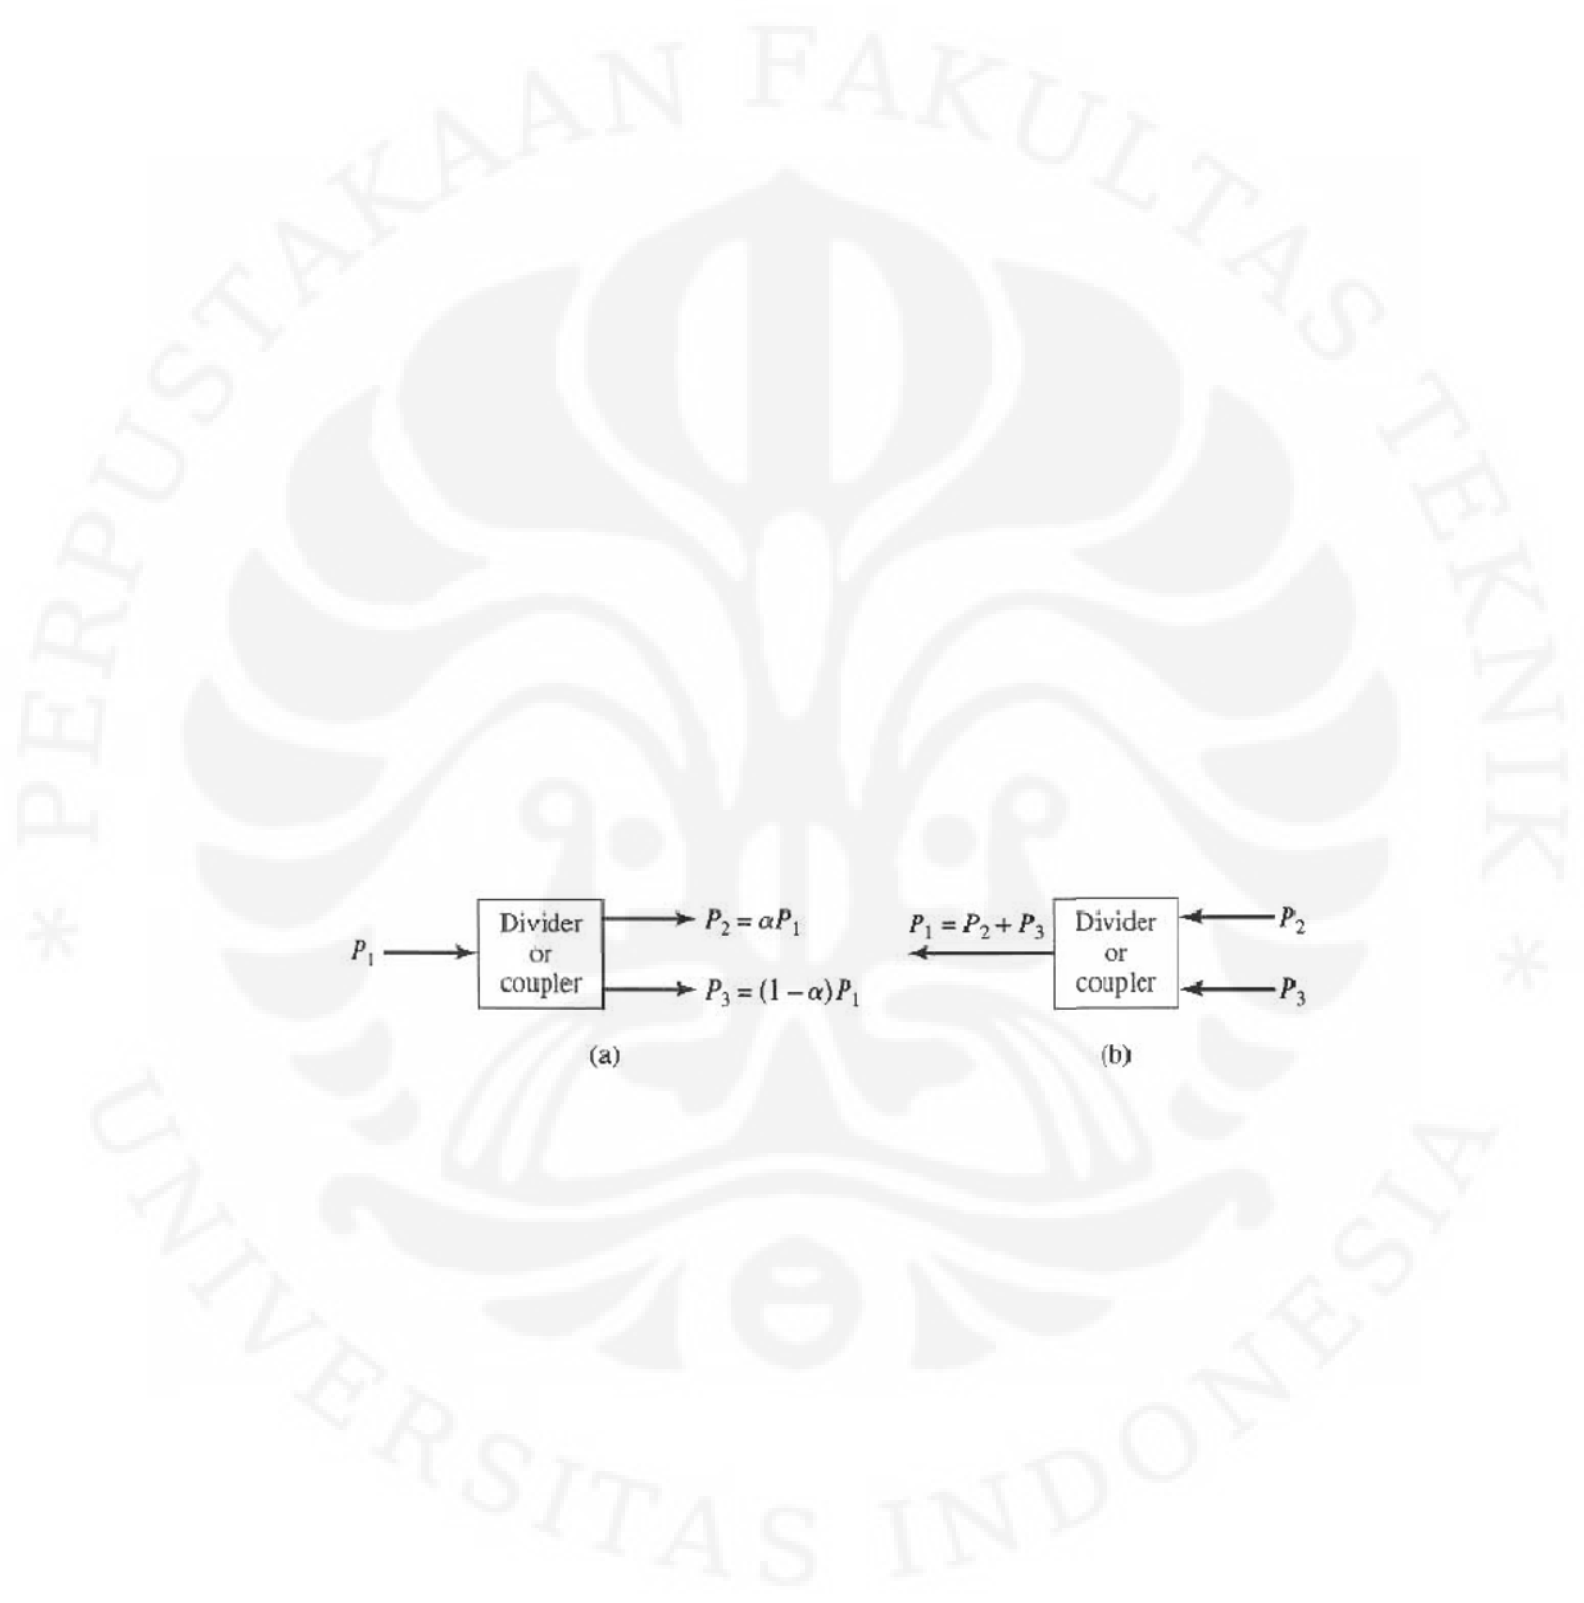 * PERPUSTAKAAN FAKULTAS TEKNIK *
P₁
Divider
or
coupler
P₂ = αP₁
P₃ = (1 − α)P₁
(a)
P₁ = P₂ + P₃
Divider
or
coupler
P₂
P₃
(b)
UNIVERSITAS INDONESIA